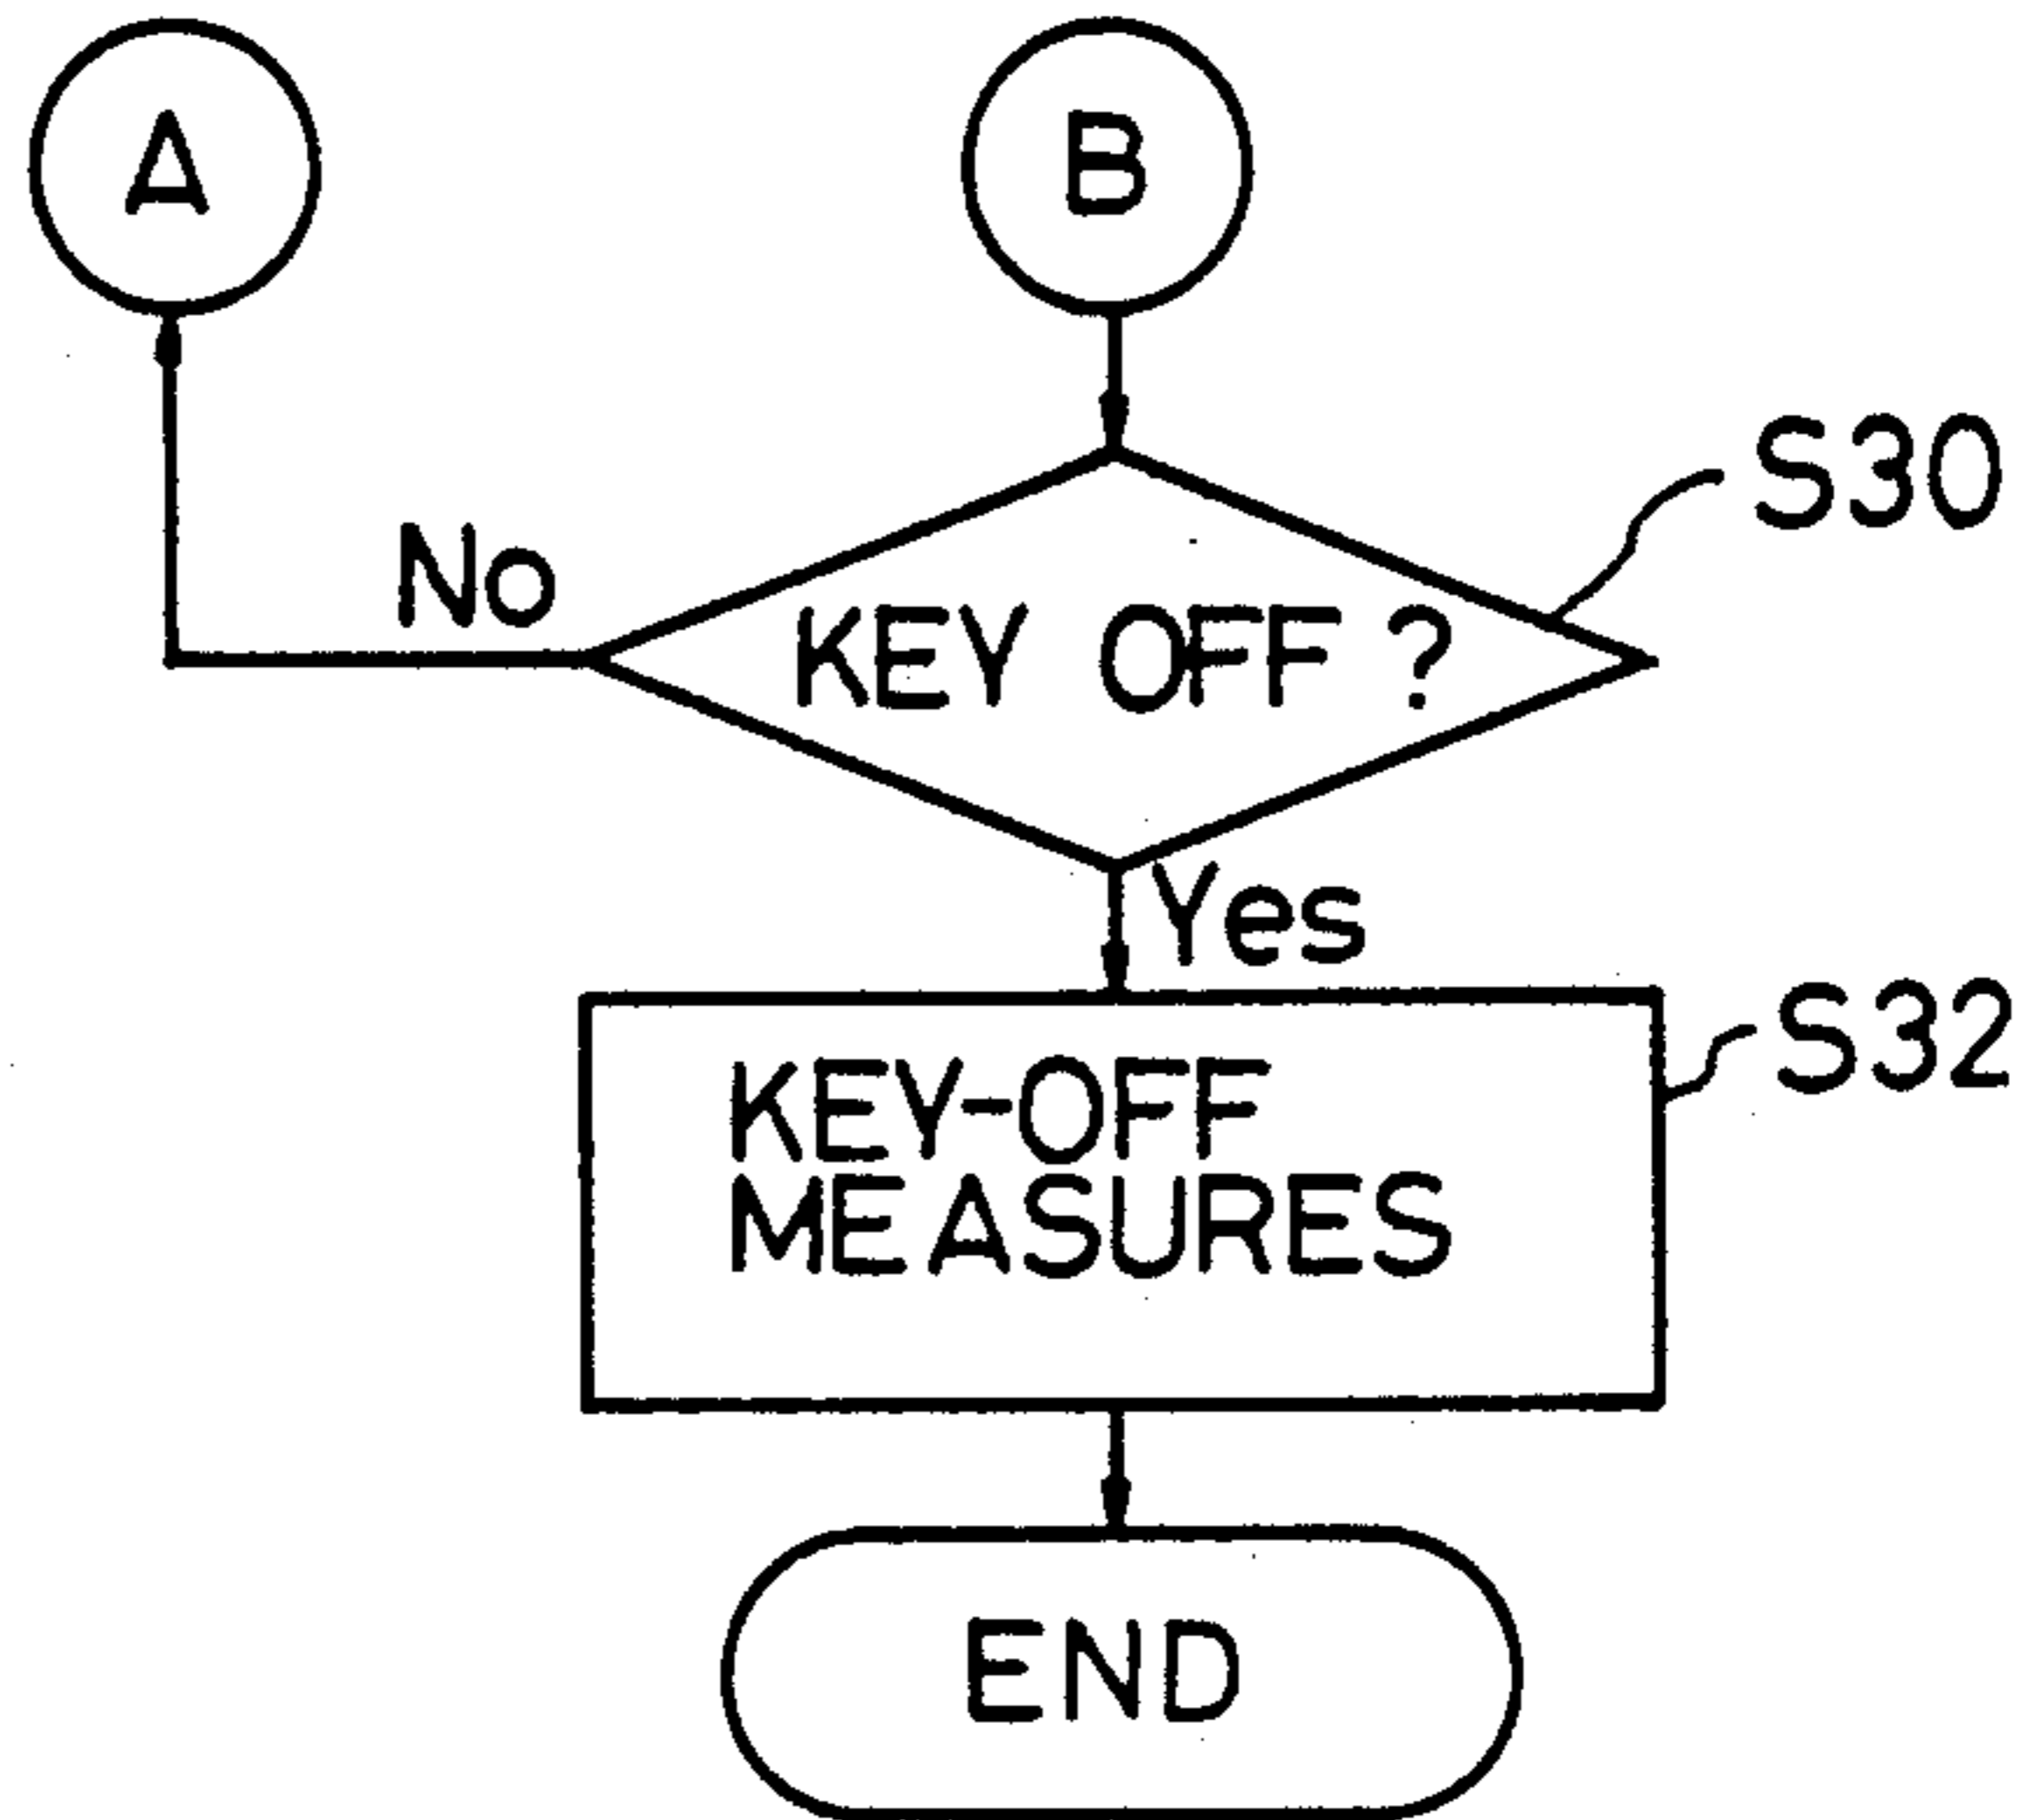 A
B
S30
No
KEY OFF ?
Yes
S32
KEY-OFF
MEASURES
END